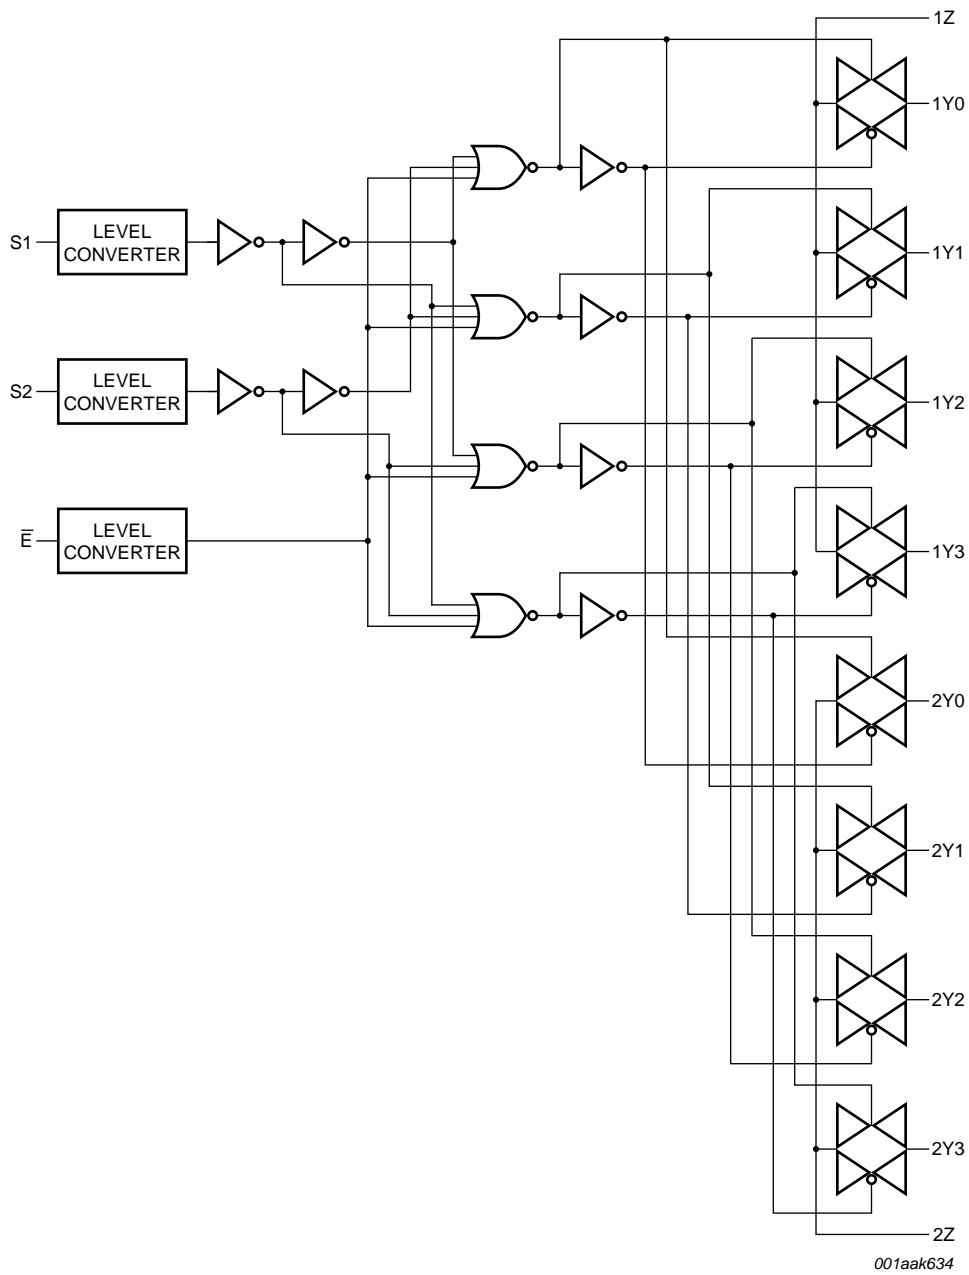 1Z
1Y0
S1
LEVEL
CONVERTER
1Y1
S2
LEVEL
CONVERTER
1Y2
E̅
LEVEL
CONVERTER
1Y3
2Y0
2Y1
2Y2
2Y3
2Z
001aak634